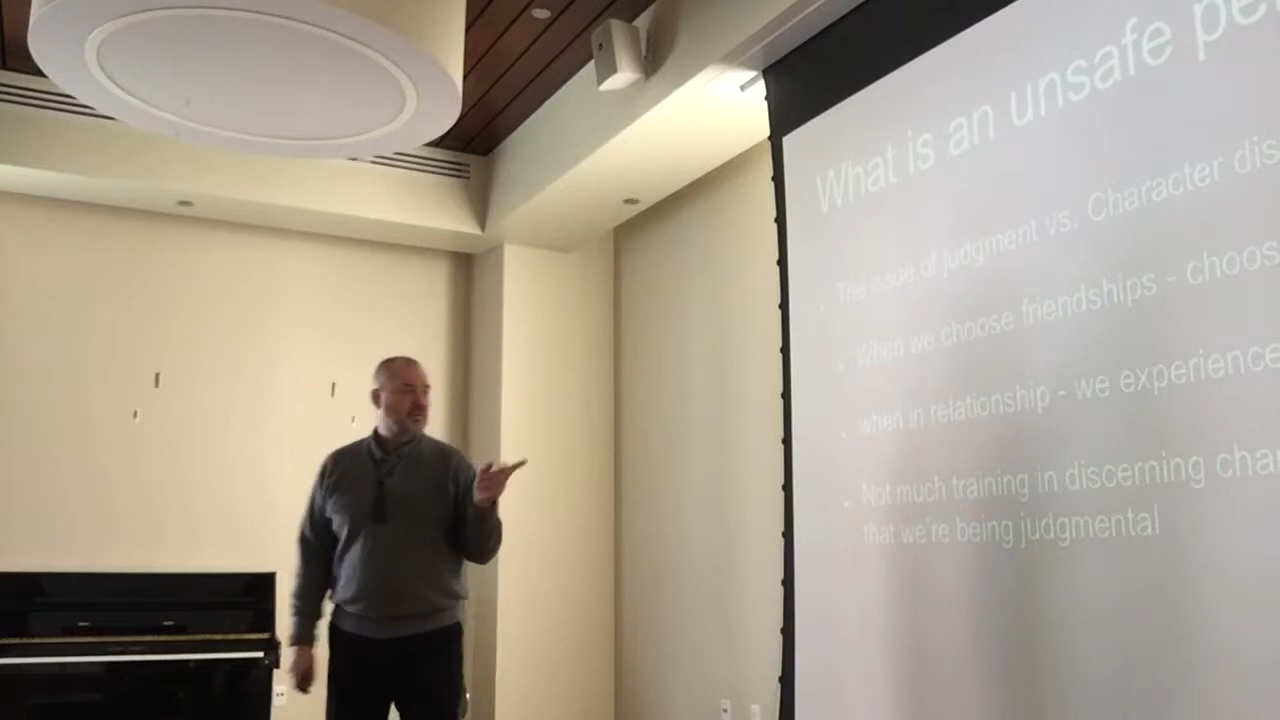 What is an unsafe pe
The issue of judgment vs. Character dis
When we choose friendships - choos
when in relationship - we experience
Not much training in discerning cha
that we're being judgmental